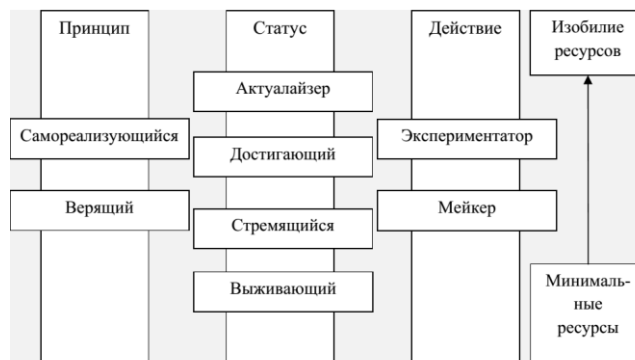 Принцип
Статус
Действие
Изобилие
ресурсов
Актуалайзер
Самореализующийся
Экспериментатор
Достигающий
Верящий
Мейкер
Стремящийся
Выживающий
Минималь-
ные
ресурсы